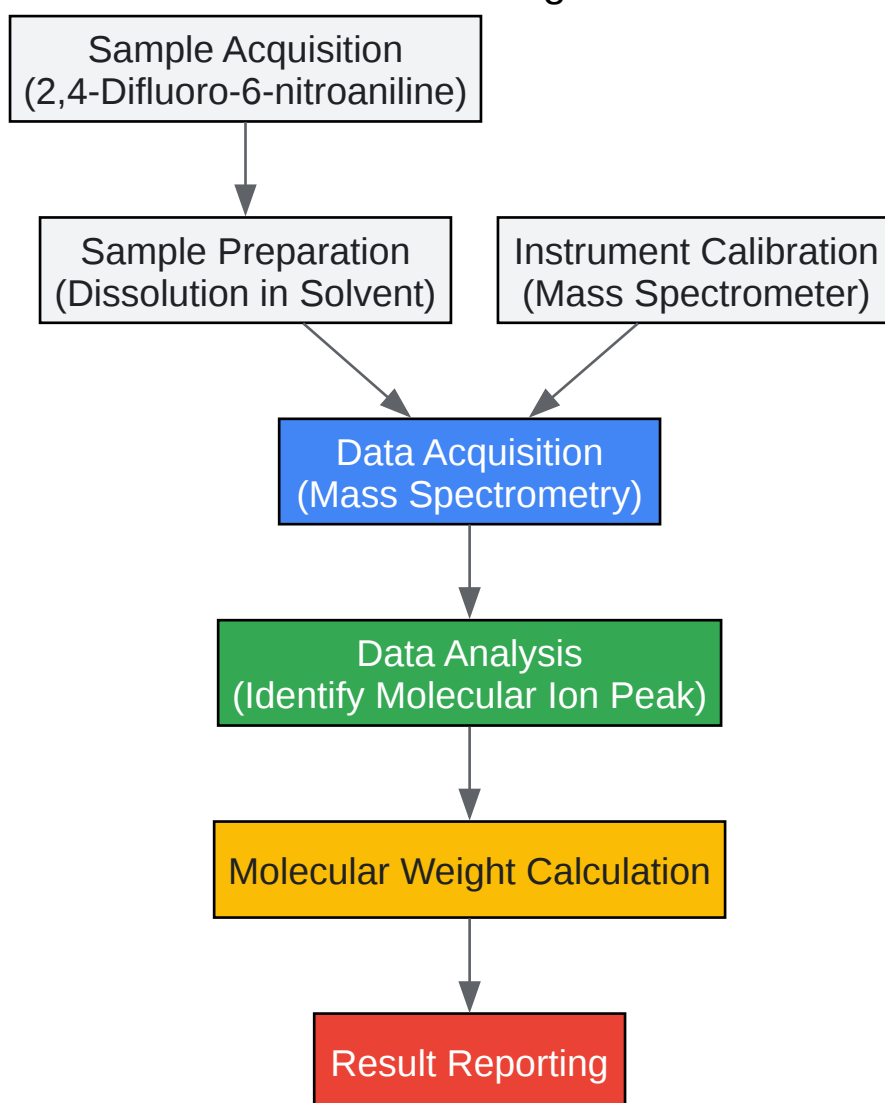 Sample Acquisition
(2,4-Difluoro-6-nitroaniline)
Sample Preparation
(Dissolution in Solvent)
Instrument Calibration
(Mass Spectrometer)
Data Acquisition
(Mass Spectrometry)
Data Analysis
(Identify Molecular Ion Peak)
Molecular Weight Calculation
Result Reporting